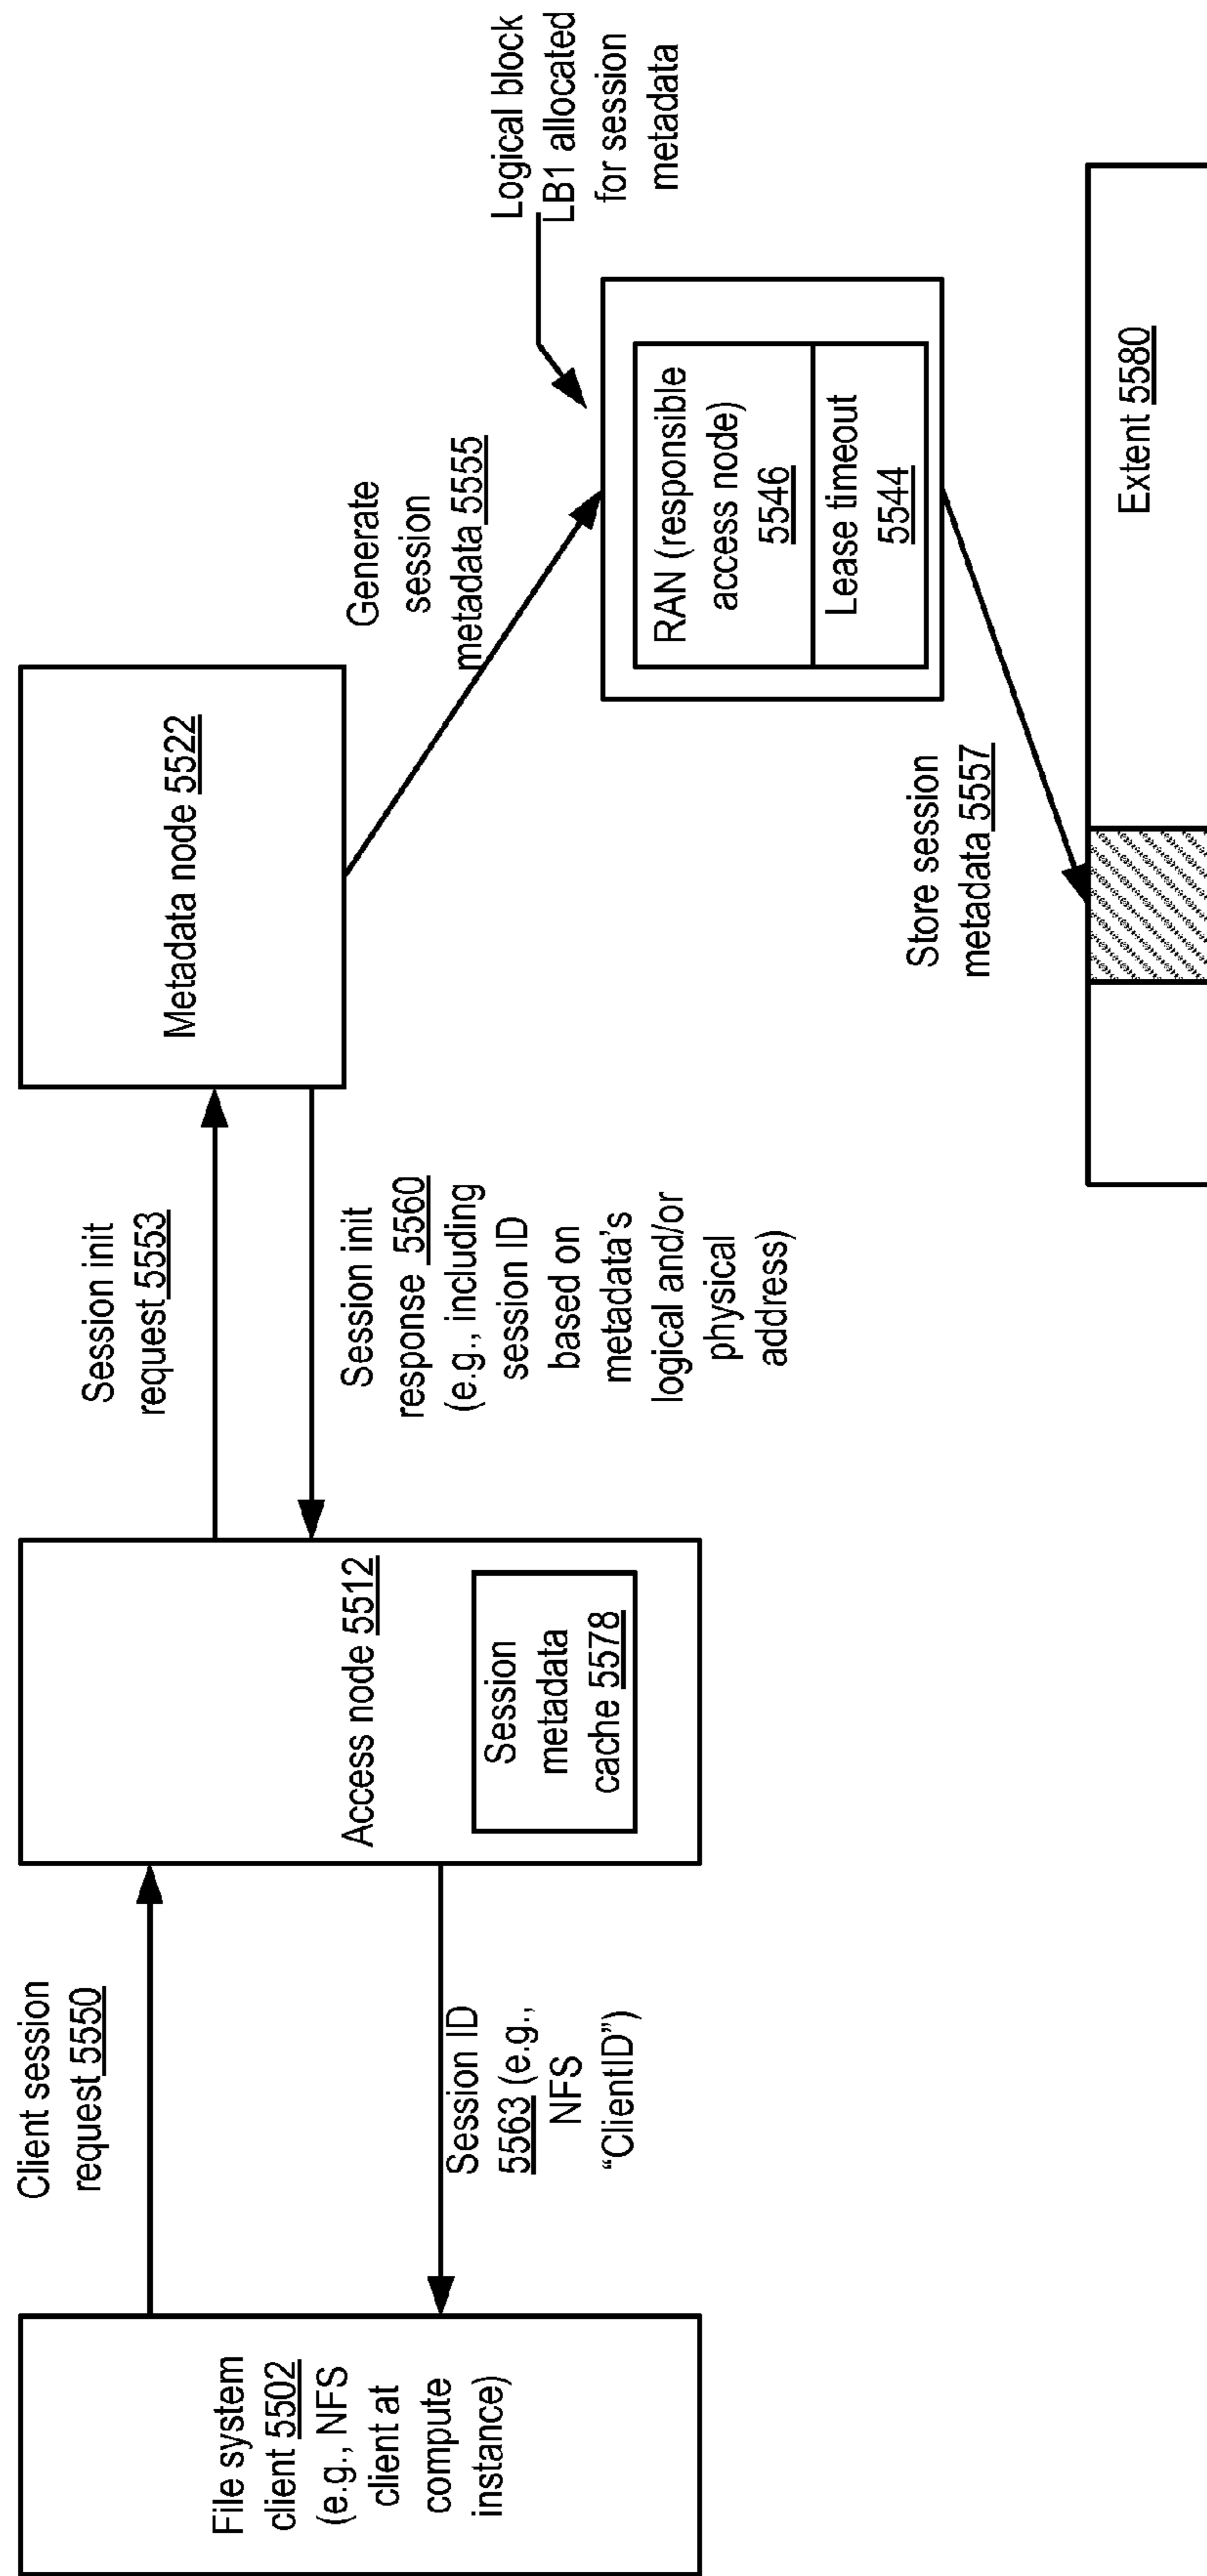 File system
client 5502
(e.g., NFS
client at
compute
instance)
Client session
request 5550
Session ID
5563 (e.g.,
NFS
“ClientID”)
Access node 5512
Session
metadata
cache 5578
Session init
request 5553
Session init
response 5560
(e.g., including
session ID
based on
metadata’s
logical and/or
physical
address)
Metadata node 5522
Generate
session
metadata 5555
Logical block
LB1 allocated
for session
metadata
RAN (responsible
access node)
5546
Lease timeout
5544
Store session
metadata 5557
Extent 5580